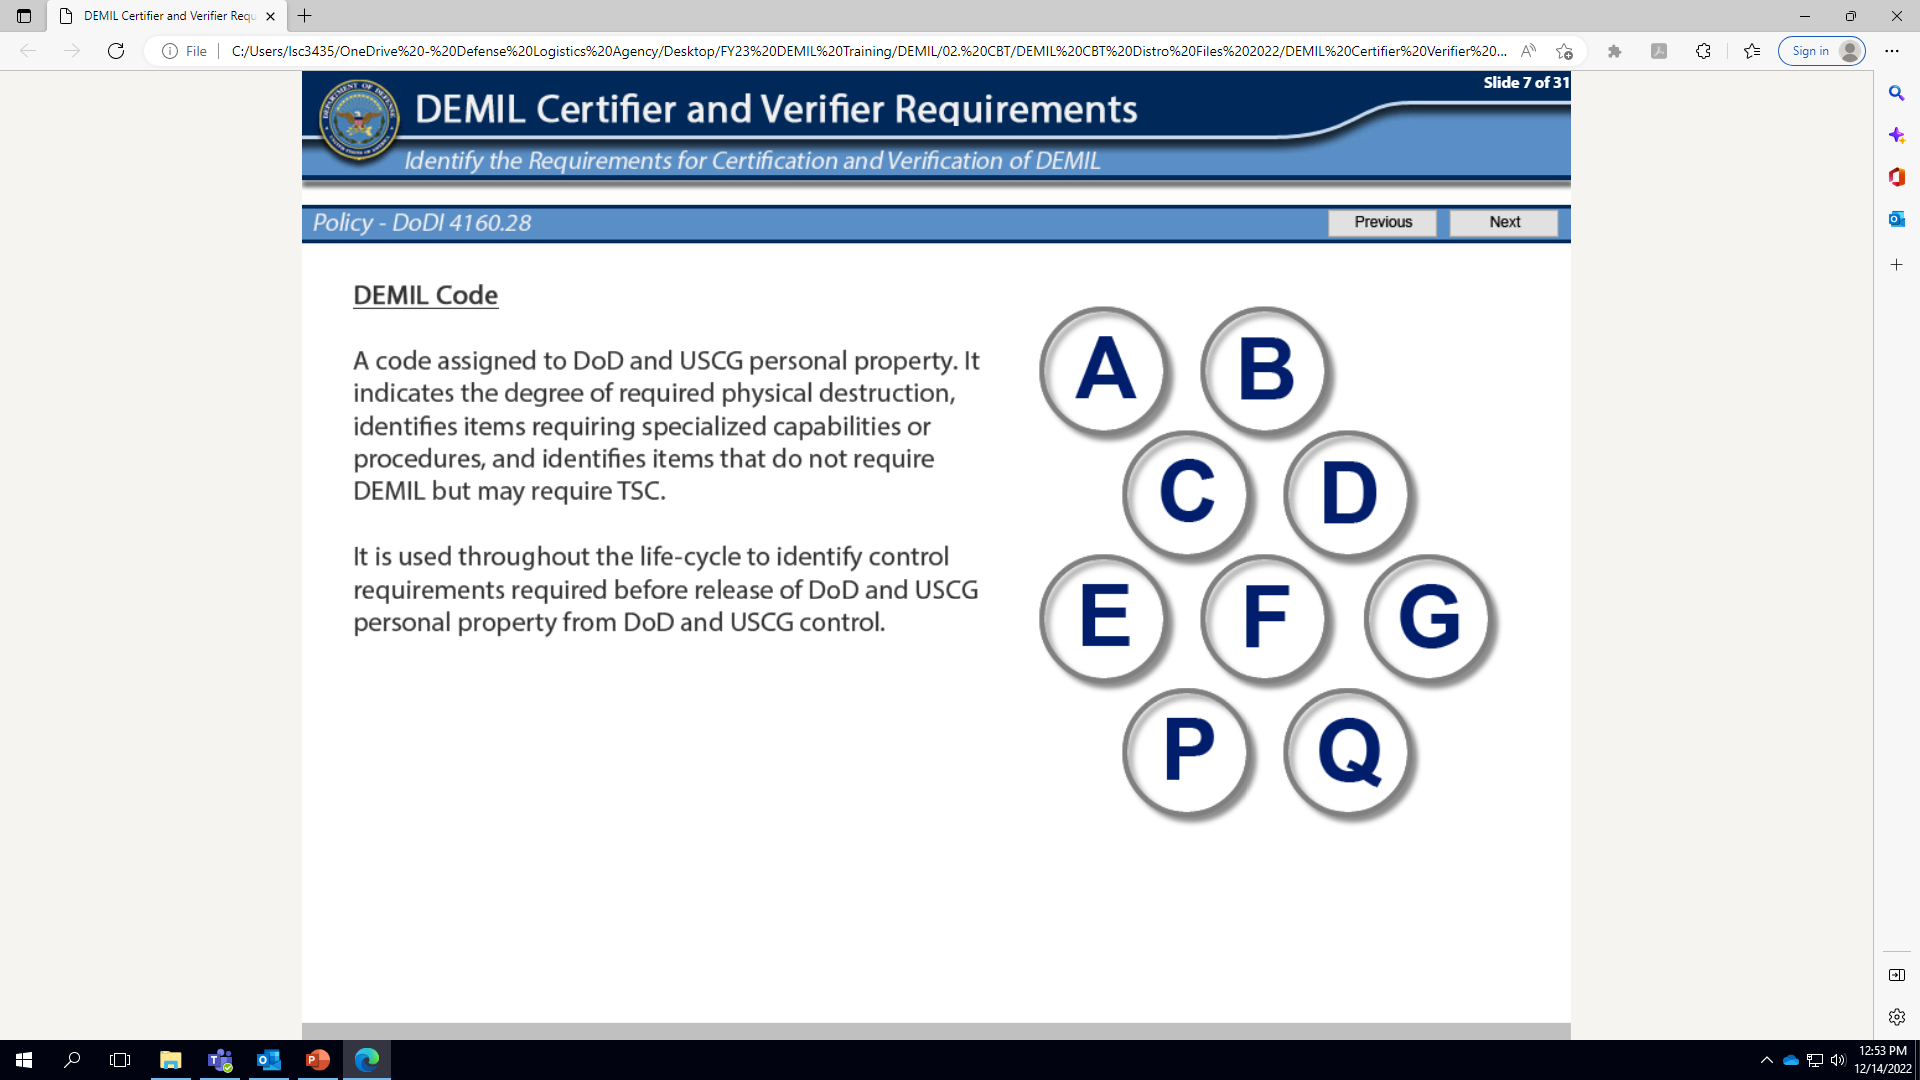 DEMIL Certifier and Verifier Requ
File
C:/Users/lsc3435/OneDrive%20-%20Defense%20Logistics%20Agency/Desktop/FY23%20DEMIL%20Training/DEMIL/02.%20CBT/DEMIL%20CBT%20Distro%20Files%202022/DEMIL%20Certifier%20Verifier%20...
Sign in
Slide 7 of 31
DEMIL Certifier and Verifier Requirements
Identify the Requirements for Certification and Verification of DEMIL
Policy - DoDI 4160.28
Previous
Next
DEMIL Code
A code assigned to DoD and USCG personal property. It
indicates the degree of required physical destruction,
identifies items requiring specialized capabilities or
procedures, and identifies items that do not require
DEMIL but may require TSC.
It is used throughout the life-cycle to identify control
requirements required before release of DoD and USCG
personal property from DoD and USCG control.
A B
C D
E F G
P Q
12:53 PM
12/14/2022